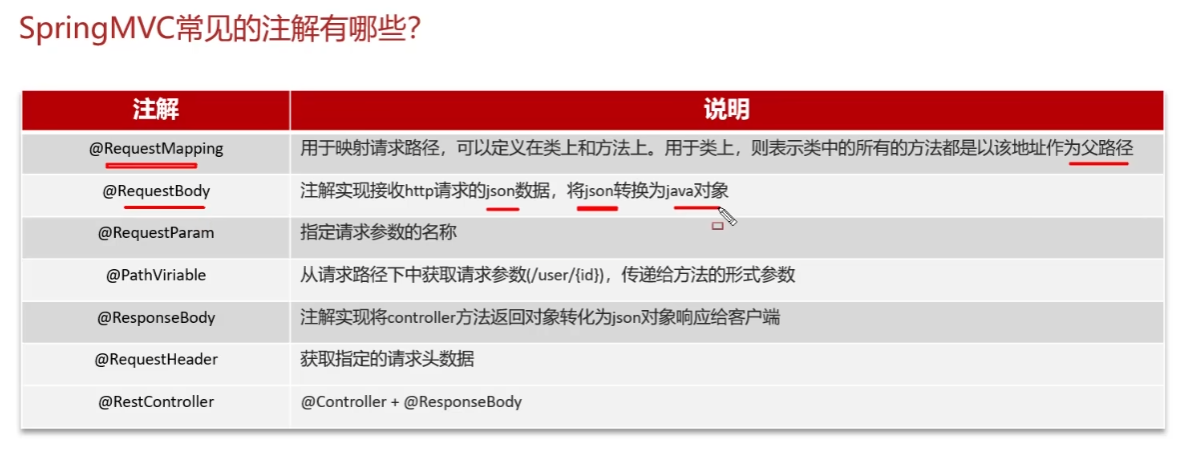 SpringMVC常见的注解有哪些?
注解 说明
@RequestMapping 用于映射请求路径，可以定义在类上和方法上。用于类上，则表示类中的所有的方法都是以该地址作为父路径
@RequestBody 注解实现接收http请求的json数据，将json转换为java对象
@RequestParam 指定请求参数的名称
@PathViriable 从请求路径下中获取请求参数(/user/{id})，传递给方法的形式参数
@ResponseBody 注解实现将controller方法返回对象转化为json对象响应给客户端
@RequestHeader 获取指定的请求头数据
@RestController @Controller + @ResponseBody